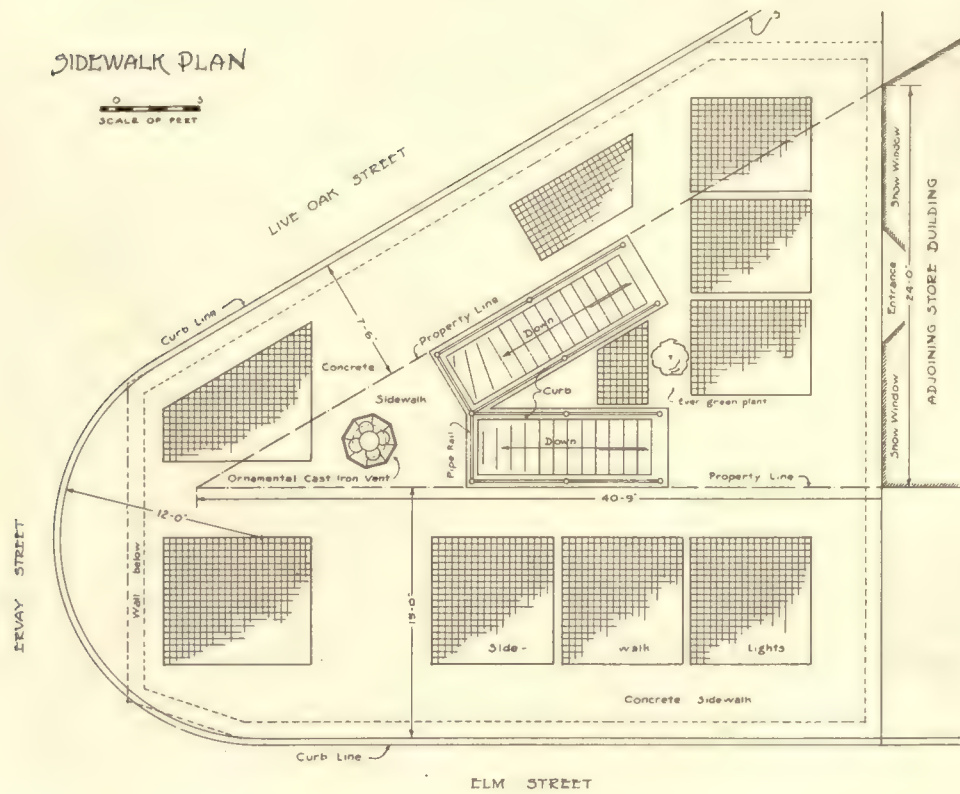 SIDEWALK PLAN
0 5
SCALE OF FEET
LIVE OAK STREET
Curb Line
7'-6"
Property Line
Down
Concrete
Sidewalk
Curb
Ever green plant
Pipe Rail
Down
Ornamental Cast Iron Vent
Property Line
40'-9"
12'-0"
15'-0"
Wall below
ERVAY STREET
Side-
walk
Lights
Concrete Sidewalk
Curb Line
ELM STREET
Show Window
Entrance
Show Window
24'-0"
ADJOINING STORE BUILDING